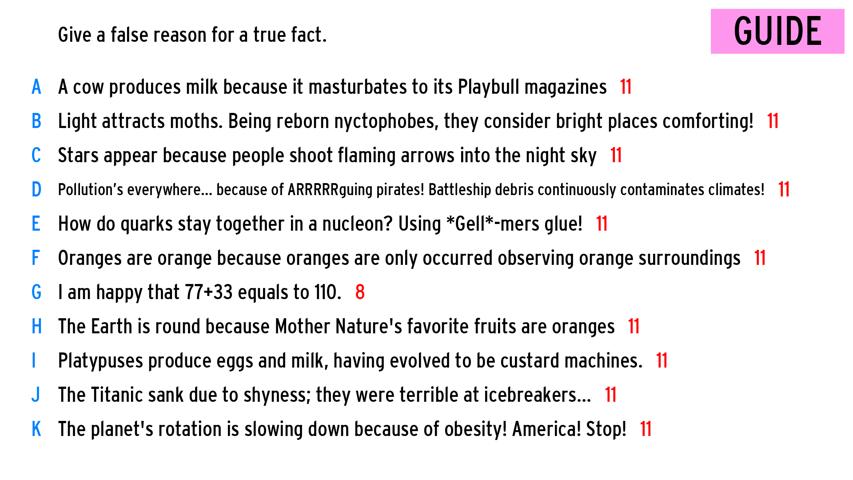 Give a false reason for a true fact.
GUIDE
A A cow produces milk because it masturbates to its Playbull magazines 11
B Light attracts moths. Being reborn nyctophobes, they consider bright places comforting! 11
C Stars appear because people shoot flaming arrows into the night sky 11
D Pollution's everywhere... because of ARRRRRguing pirates! Battleship debris continuously contaminates climates! 11
E How do quarks stay together in a nucleon? Using *Gell*-mers glue! 11
F Oranges are orange because oranges are only occurred observing orange surroundings 11
G I am happy that 77+33 equals to 110. 8
H The Earth is round because Mother Nature's favorite fruits are oranges 11
I Platypuses produce eggs and milk, having evolved to be custard machines. 11
J The Titanic sank due to shyness; they were terrible at icebreakers... 11
K The planet's rotation is slowing down because of obesity! America! Stop! 11